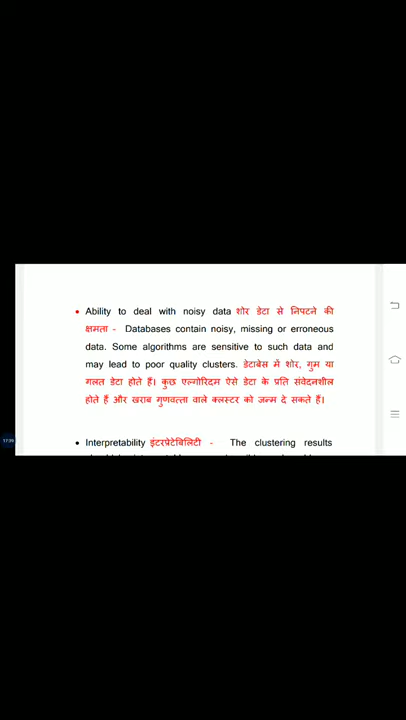 • Ability to deal with noisy data शोर डेटा से निपटने की
क्षमता - Databases contain noisy, missing or erroneous
data. Some algorithms are sensitive to such data and
may lead to poor quality clusters. डेटाबेस में शोर, गुम या
गलत डेटा होते हैं। कुछ एल्गोरिदम ऐसे डेटा के प्रति संवेदनशील
होते हैं और खराब गुणवत्ता वाले क्लस्टर को जन्म दे सकते हैं।
17:39
• Interpretability इंटरप्रेटेबिलिटी - The clustering results